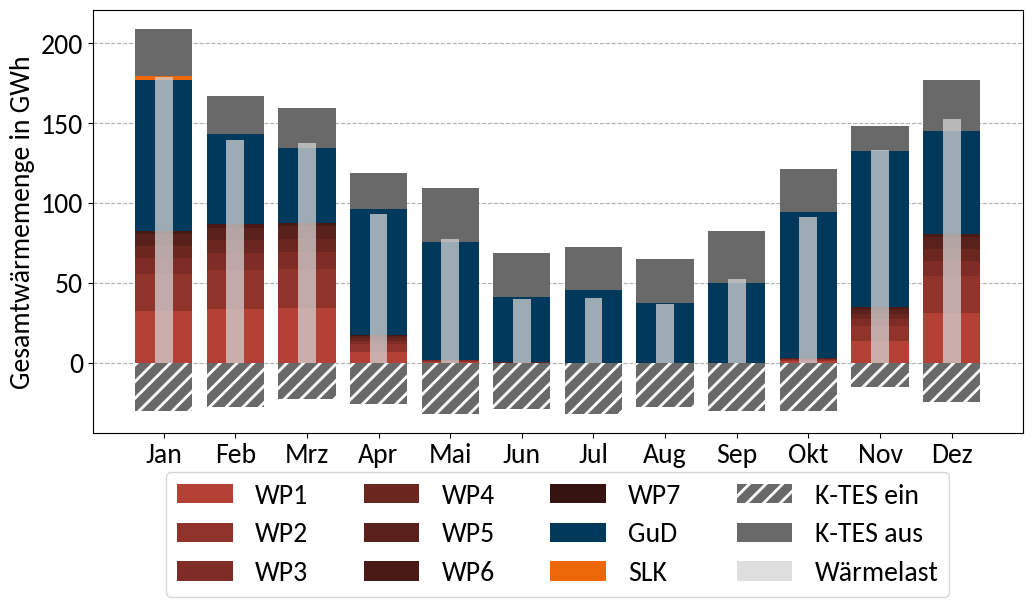 Gesamtwärmemenge in GWh
200
150
100
50
0
Jan Feb Mrz Apr Mai Jun Jul Aug Sep Okt Nov Dez
WP1 WP4 WP7 K-TES ein
WP2 WP5 GuD K-TES aus
WP3 WP6 SLK Wärmelast